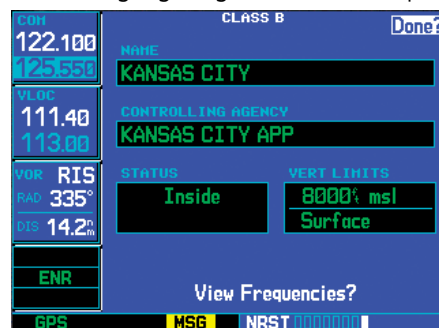 COM
122.100
125.550
VLOC
111.40
113.00
VOR RIS
RAD 335°
DIS 14.2nm
ENR
GPS
CLASS B
Done?
NAME
KANSAS CITY
CONTROLLING AGENCY
KANSAS CITY APP
STATUS
Inside
VERT LIMITS
8000ft msl
Surface
View Frequencies?
MSG
NRST